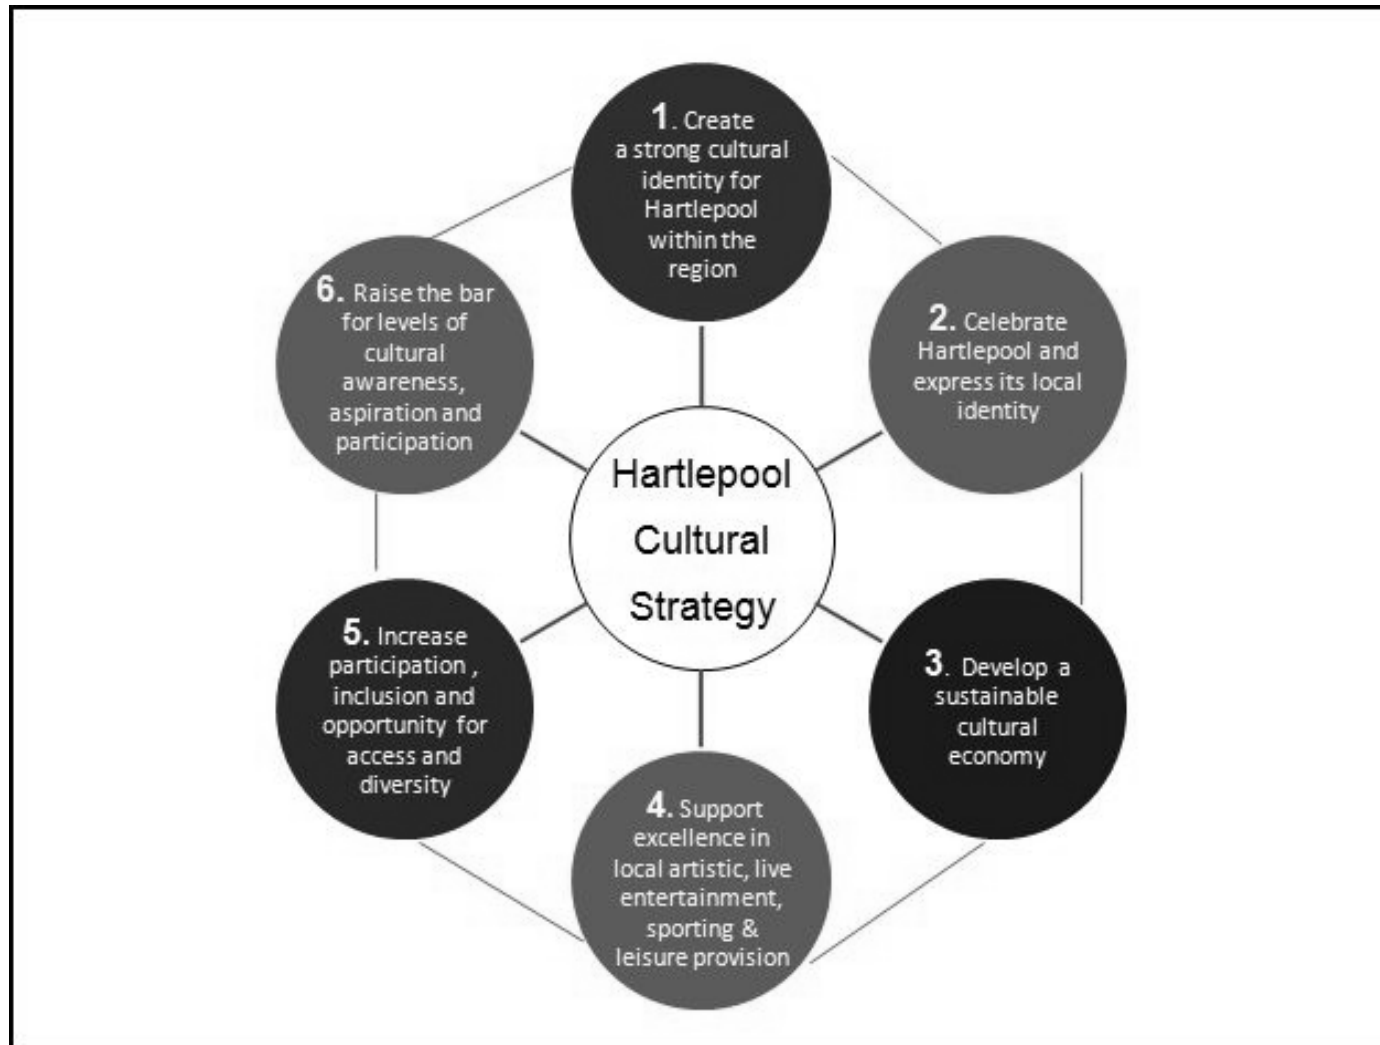 1. Create
a strong cultural
identity for
Hartlepool
within the
region
2. Celebrate
Hartlepool and
express its local
identity
3. Develop a
sustainable
cultural
economy
4. Support
excellence in
local artistic, live
entertainment,
sporting &
leisure provision
5. Increase
participation ,
inclusion and
opportunity for
access and
diversity
6. Raise the bar
for levels of
cultural
awareness,
aspiration and
participation
Hartlepool
Cultural
Strategy